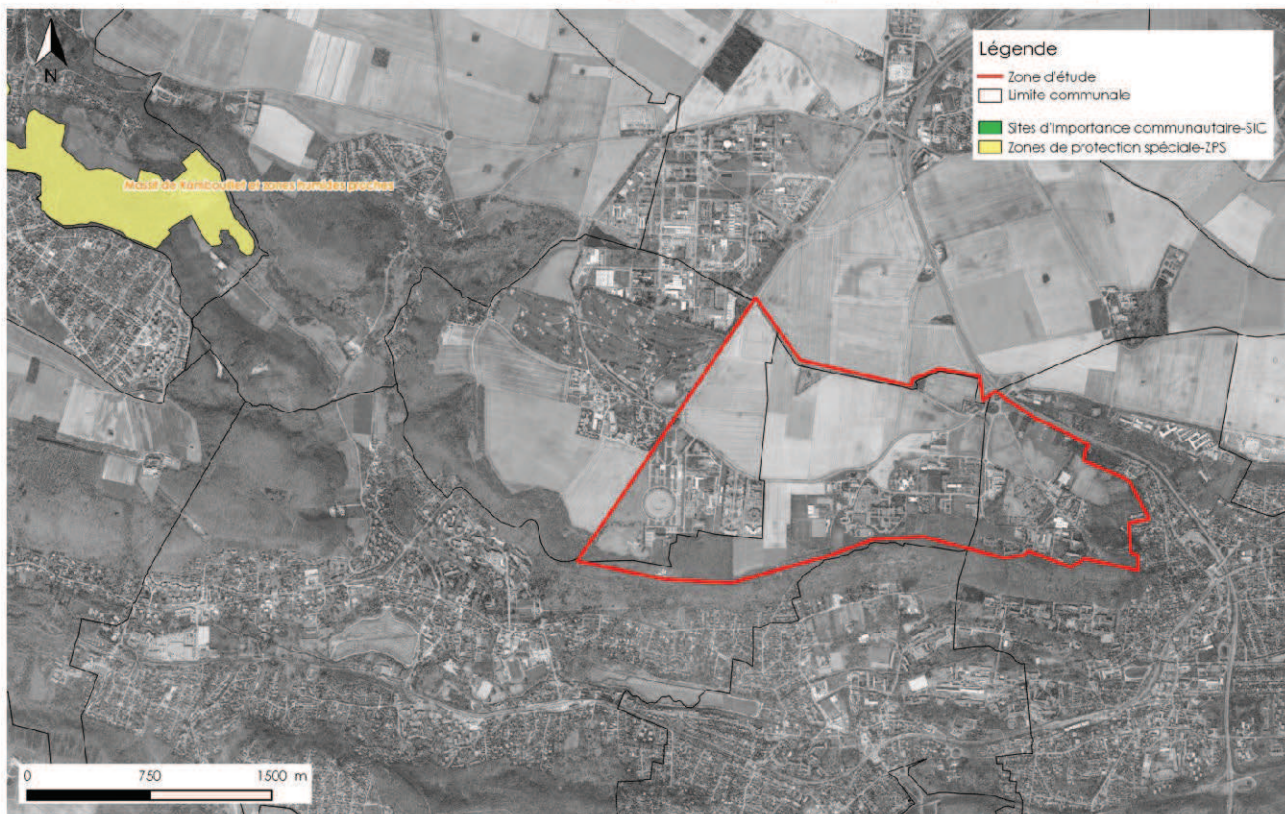 N
Légende
Zone d'étude
Limite communale
Sites d'importance communautaire-SIC
Zones de protection spéciale-ZPS
Massif de Rambouillet et zones humides proches
0 750 1500 m